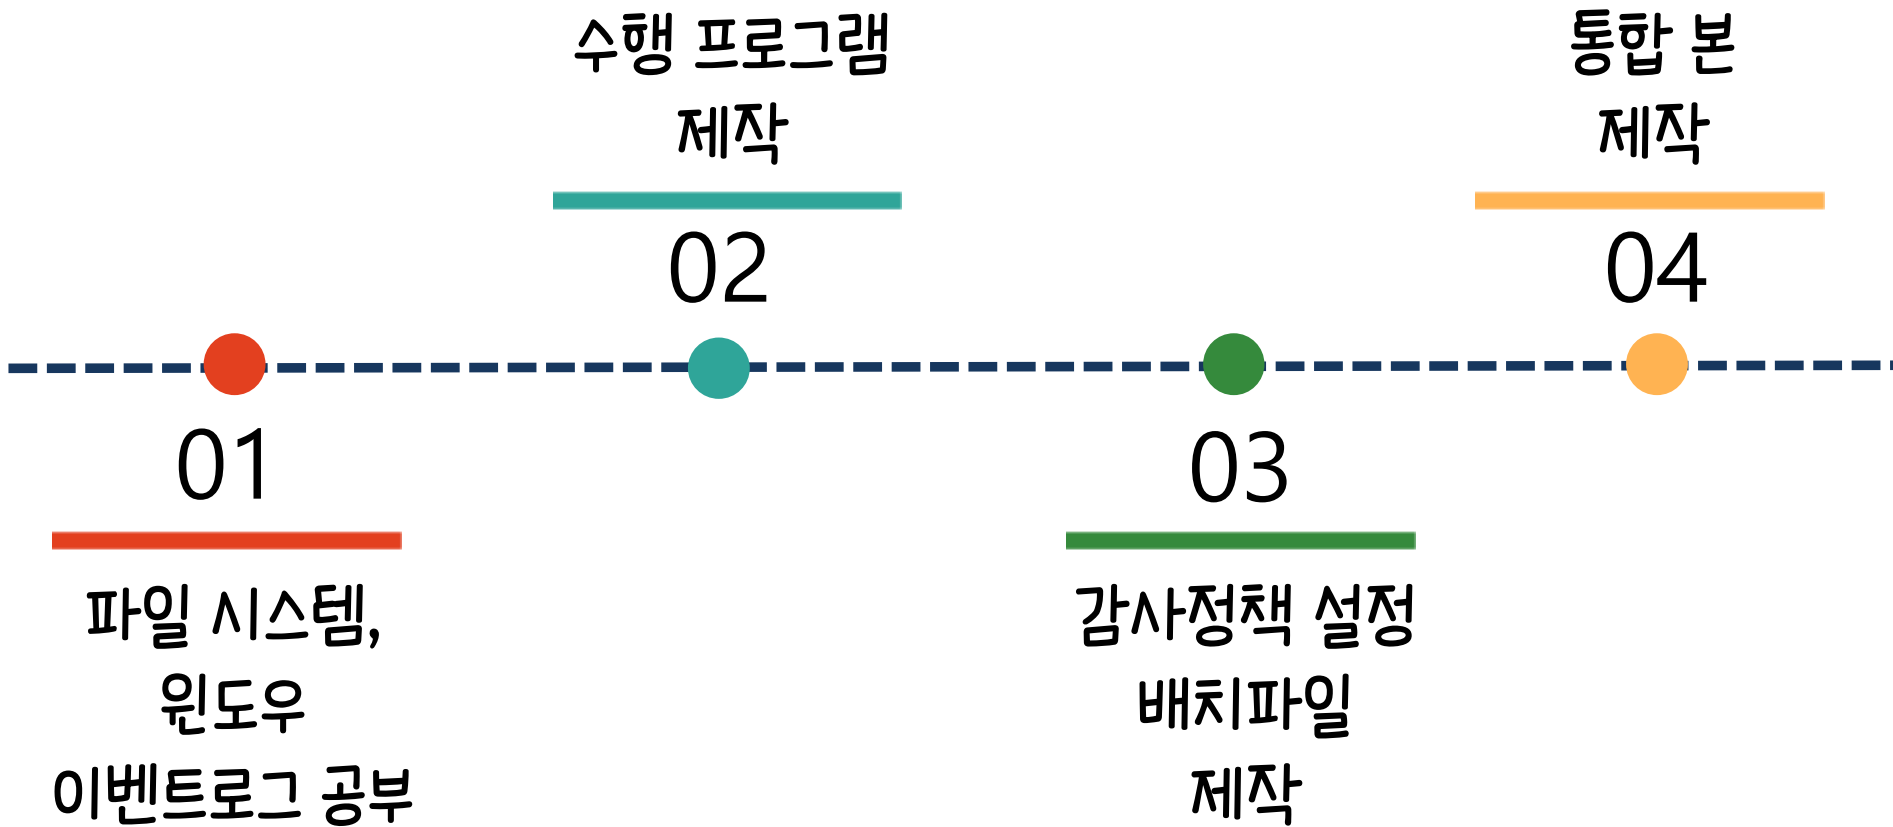 01
파일 시스템,
윈도우
이벤트로그 공부
수행 프로그램
제작
02
03
감사정책 설정
배치파일
제작
통합 본
제작
04